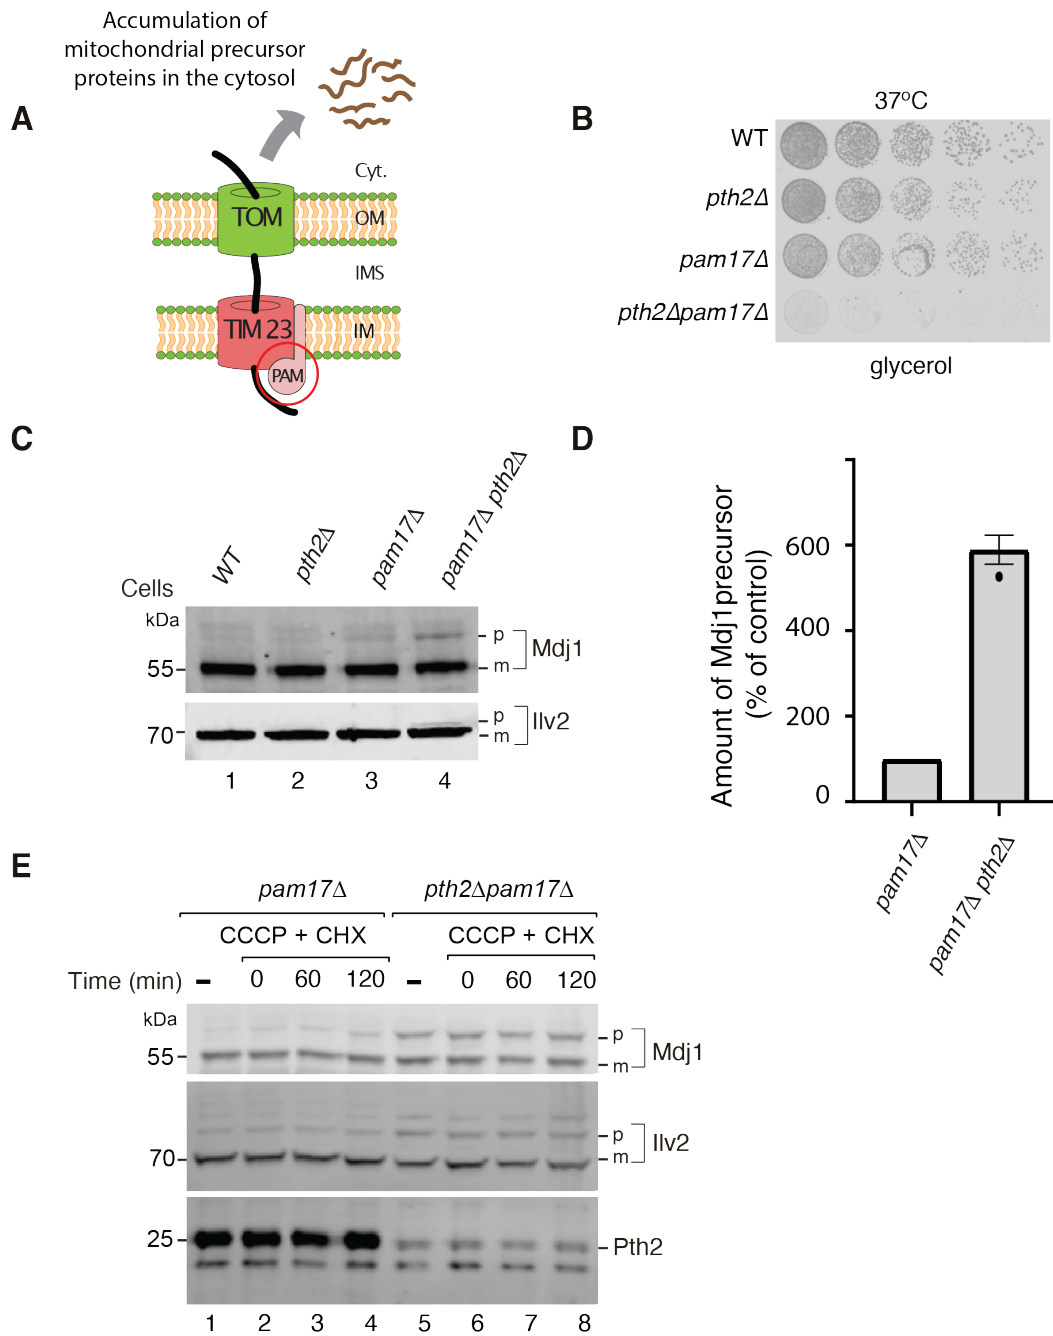 Accumulation of
mitochondrial precursor
proteins in the cytosol
A
Cyt.
TOM
OM
IMS
TIM 23
IM
PAM
B
37ºC
WT
pth2Δ
pam17Δ
pth2Δpam17Δ
glycerol
C
Cells
WT
pth2Δ
pam17Δ
pam17Δ pth2Δ
kDa
p
m
Mdj1
55
p
m
Ilv2
70
1 2 3 4
D
Amount of Mdj1precursor
(% of control)
600
400
200
0
pam17Δ
pam17Δ pth2Δ
E
pam17Δ pth2Δpam17Δ
CCCP + CHX CCCP + CHX
Time (min) - 0 60 120 - 0 60 120
kDa
p
55
m
Mdj1
p
70
m
Ilv2
25
Pth2
1 2 3 4 5 6 7 8